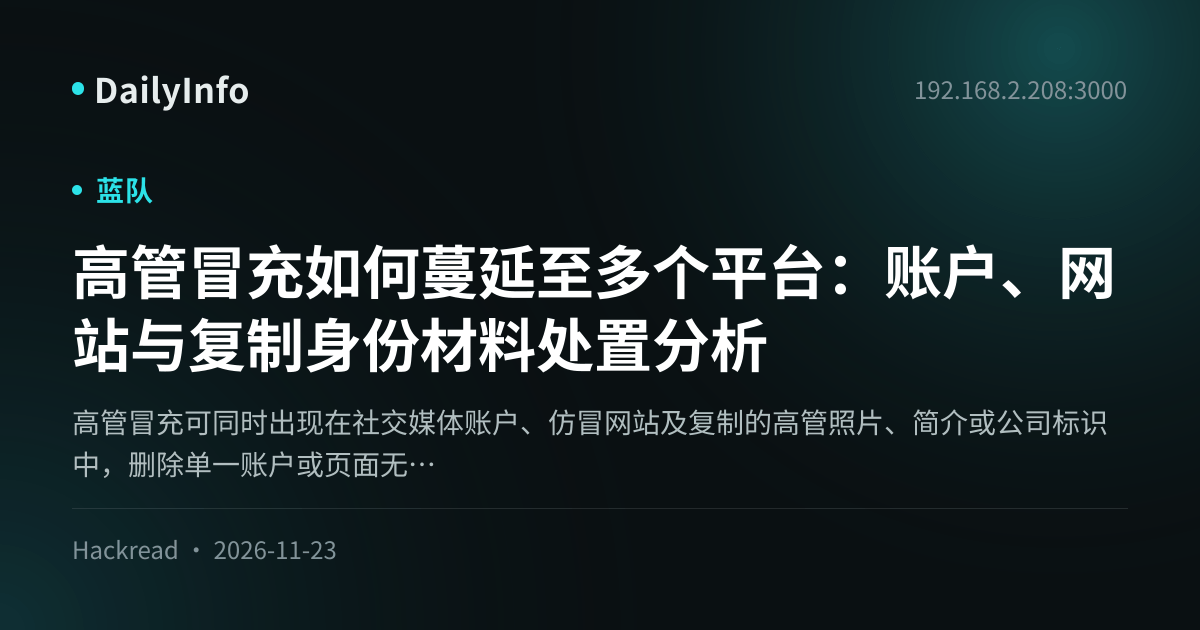 DailyInfo
192.168.2.208:3000
蓝队
高管冒充如何蔓延至多个平台：账户、网
站与复制身份材料处置分析
高管冒充可同时出现在社交媒体账户、仿冒网站及复制的高管照片、简介或公司标识
中，删除单一账户或页面无…
Hackread · 2026-11-23